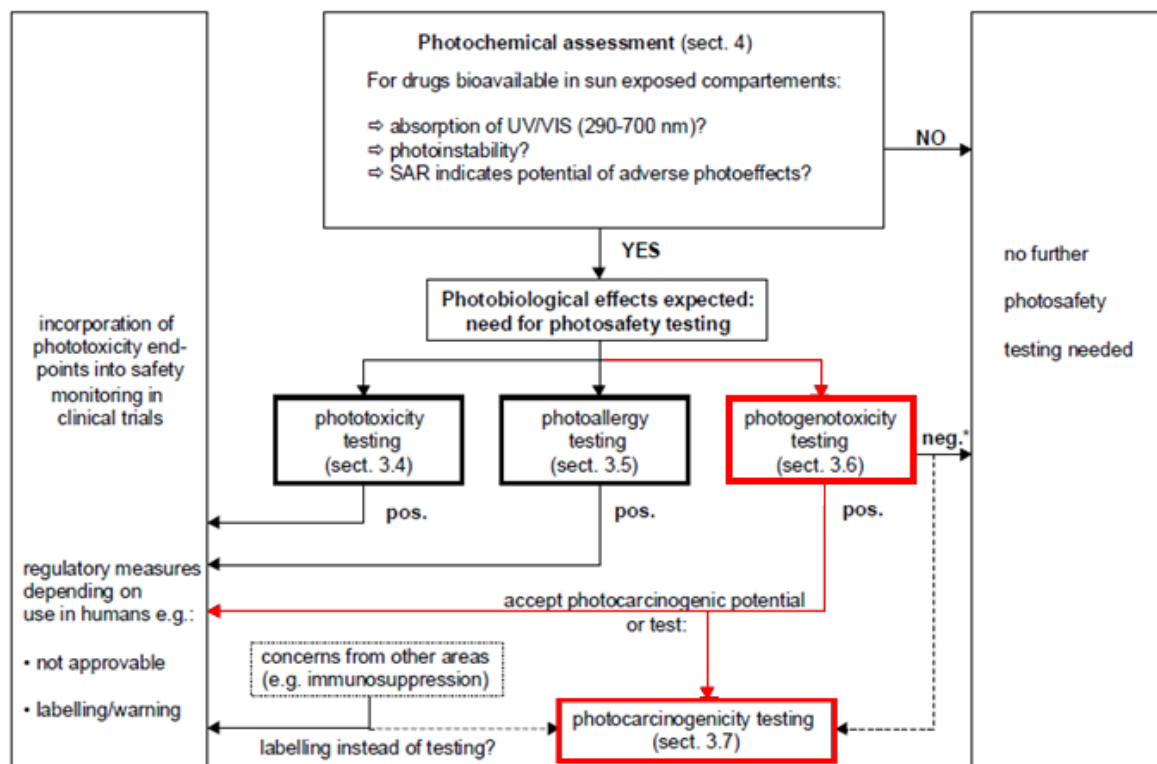 Photochemical assessment (sect. 4)
For drugs bioavailable in sun exposed compartements:
⇨ absorption of UV/VIS (290-700 nm)?
⇨ photoinstability?
⇨ SAR indicates potential of adverse photoeffects?
NO
YES
Photobiological effects expected:
need for photosafety testing
no further
photosafety
testing needed
incorporation of
phototoxicity end-
points into safety
monitoring in
clinical trials
phototoxicity
testing
(sect. 3.4)
photoallergy
testing
(sect. 3.5)
photogenotoxicity
testing
(sect. 3.6)
neg.*
pos.
pos.
pos.
regulatory measures
depending on
use in humans e.g.:
• not approvable
• labelling/warning
accept photocarcinogenic potential
or test:
concerns from other areas
(e.g. immunosuppression)
labelling instead of testing?
photocarcinogenicity testing
(sect. 3.7)